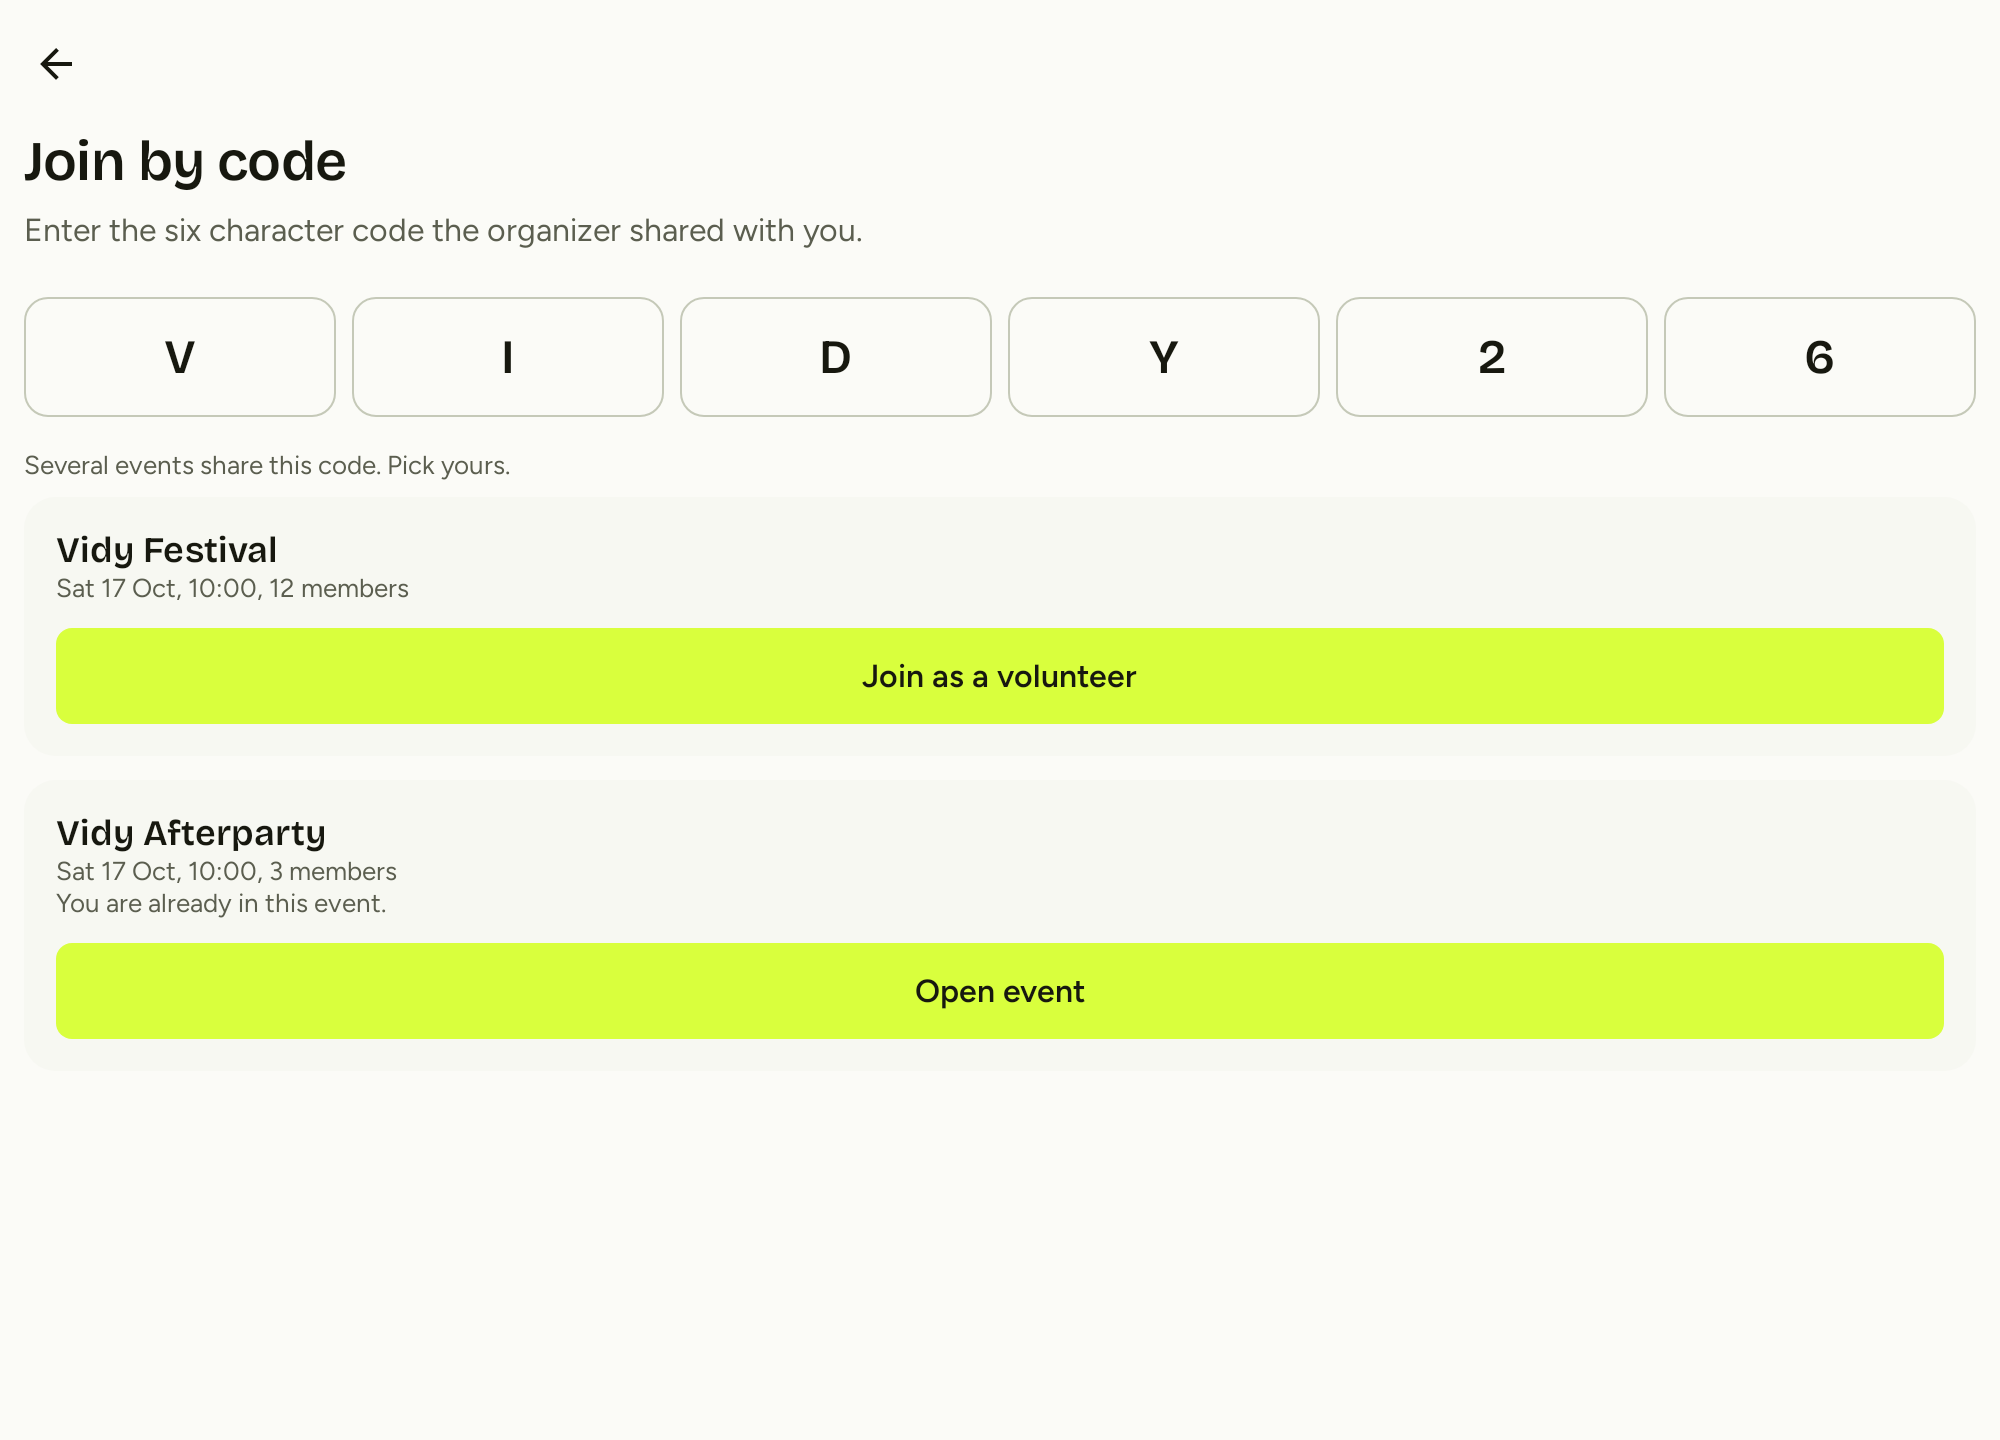 Join by code
Enter the six character code the organizer shared with you.
V I D Y 2 6
Several events share this code. Pick yours.
Vidy Festival
Sat 17 Oct, 10:00, 12 members
Join as a volunteer
Vidy Afterparty
Sat 17 Oct, 10:00, 3 members
You are already in this event.
Open event